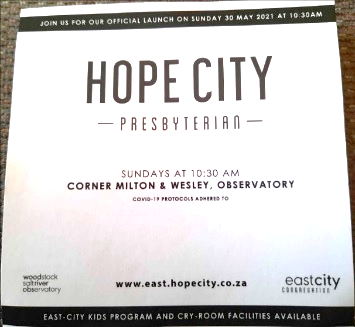 JOIN US FOR OUR OFFICIAL LAUNCH ON SUNDAY 30 MAY 2021 AT 10:30AM
HOPE CITY
PRESBYTERIAN
SUNDAYS AT 10:30 AM
CORNER MILTON & WESLEY, OBSERVATORY
COVID-19 PROTOCOLS ADHERED TO
woodstock
saltriver
observatory
www.east.hopecity.co.za
eastcity
CONGREGATION
EAST-CITY KIDS PROGRAM AND CRY-ROOM FACILITIES AVAILABLE